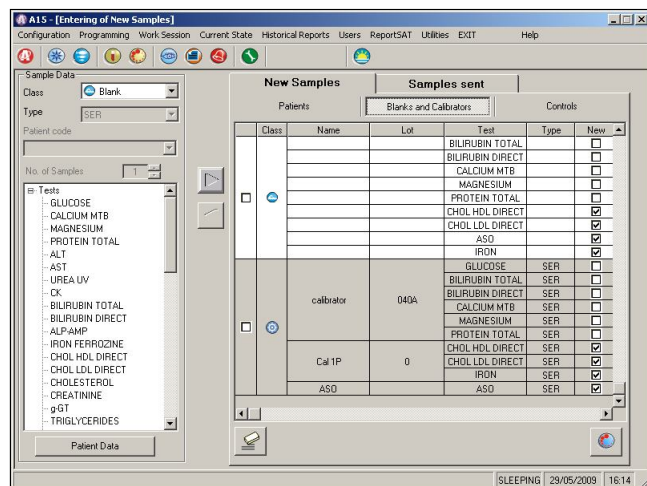 A15 - [Entering of New Samples]
Configuration Programming Work Session Current State Historical Reports Users ReportSAT Utilities EXIT Help
Sample Data
Class Blank
Type SER
Patient code
No. of Samples 1
Tests
GLUCOSE
CALCIUM MTB
MAGNESIUM
PROTEIN TOTAL
ALT
AST
UREA UV
CK
BILIRUBIN TOTAL
BILIRUBIN DIRECT
ALP-AMP
IRON FERROZINE
CHOL HDL DIRECT
CHOL LDL DIRECT
CHOLESTEROL
CREATININE
g-GT
TRIGLYCERIDES
Patient Data
New Samples Samples sent
Patients Blanks and Calibrators Controls
Class Name Lot Test Type New
BILIRUBIN TOTAL
BILIRUBIN DIRECT
CALCIUM MTB
MAGNESIUM
PROTEIN TOTAL
CHOL HDL DIRECT
CHOL LDL DIRECT
ASO
IRON
calibrator 040A
GLUCOSE SER
BILIRUBIN TOTAL SER
BILIRUBIN DIRECT SER
CALCIUM MTB SER
MAGNESIUM SER
PROTEIN TOTAL SER
Cal 1P 0
CHOL HDL DIRECT SER
CHOL LDL DIRECT SER
IRON SER
ASO ASO SER
SLEEPING 29/05/2009 16:14